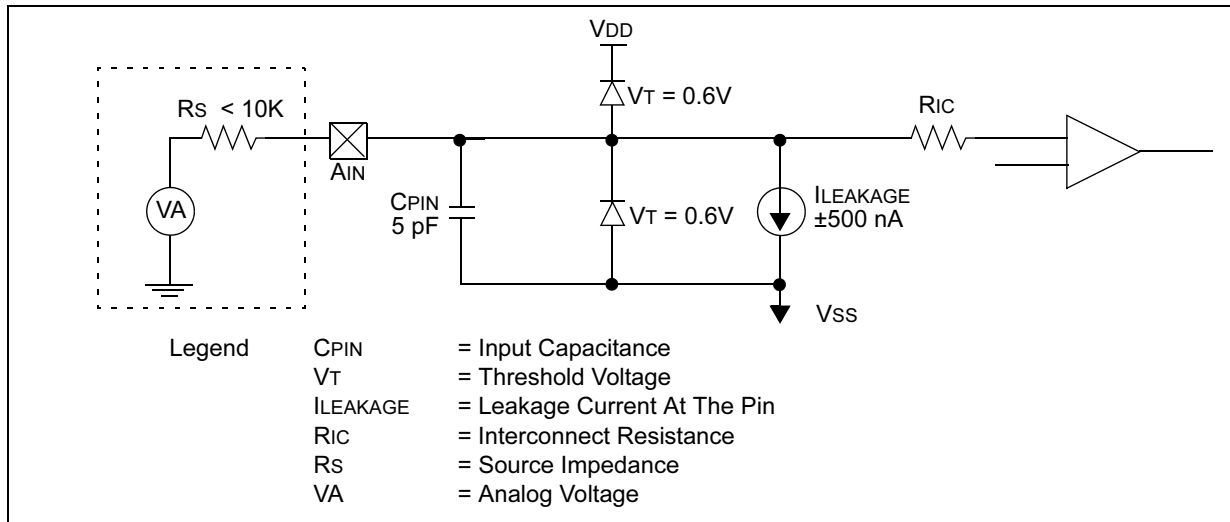 VDD
RS < 10K
VT = 0.6V
RIC
AIN
VA
CPIN
5 pF
VT = 0.6V
ILEAKAGE
±500 nA
VSS
Legend
CPIN = Input Capacitance
VT = Threshold Voltage
ILEAKAGE = Leakage Current At The Pin
RIC = Interconnect Resistance
RS = Source Impedance
VA = Analog Voltage